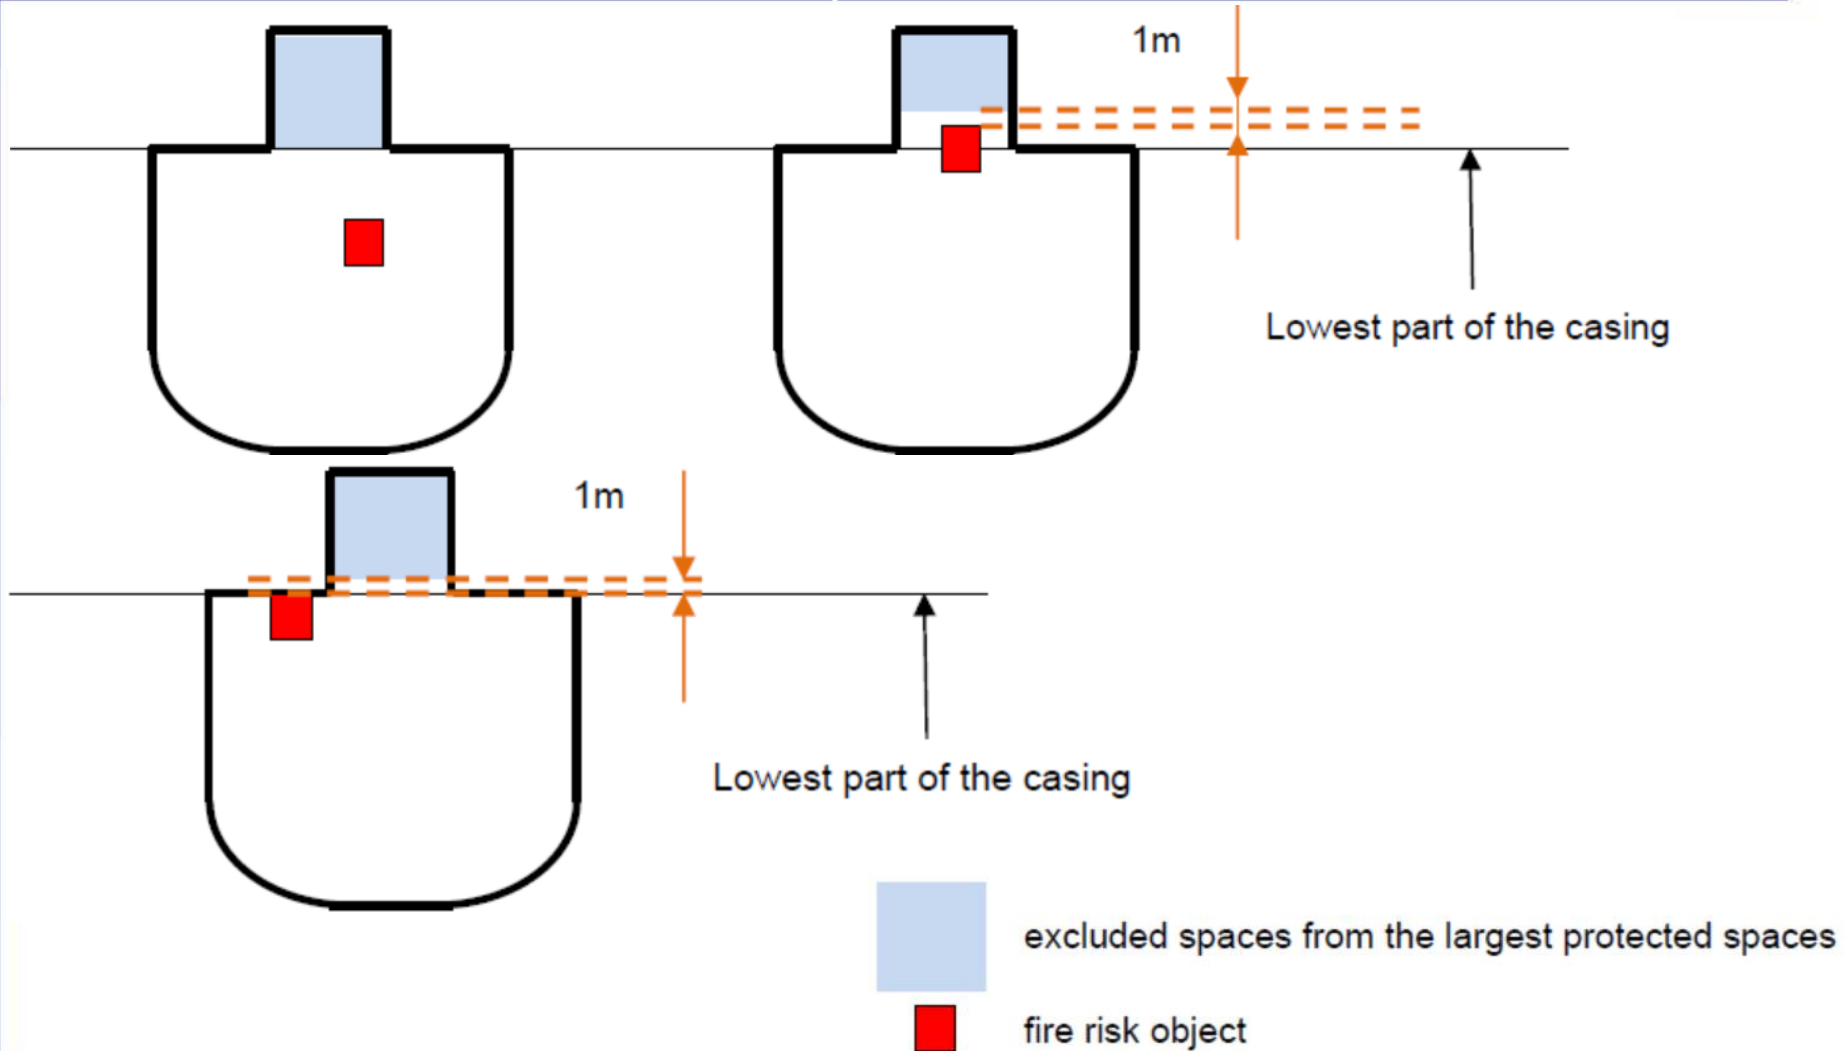 1m
Lowest part of the casing
1m
Lowest part of the casing
excluded spaces from the largest protected spaces
fire risk object